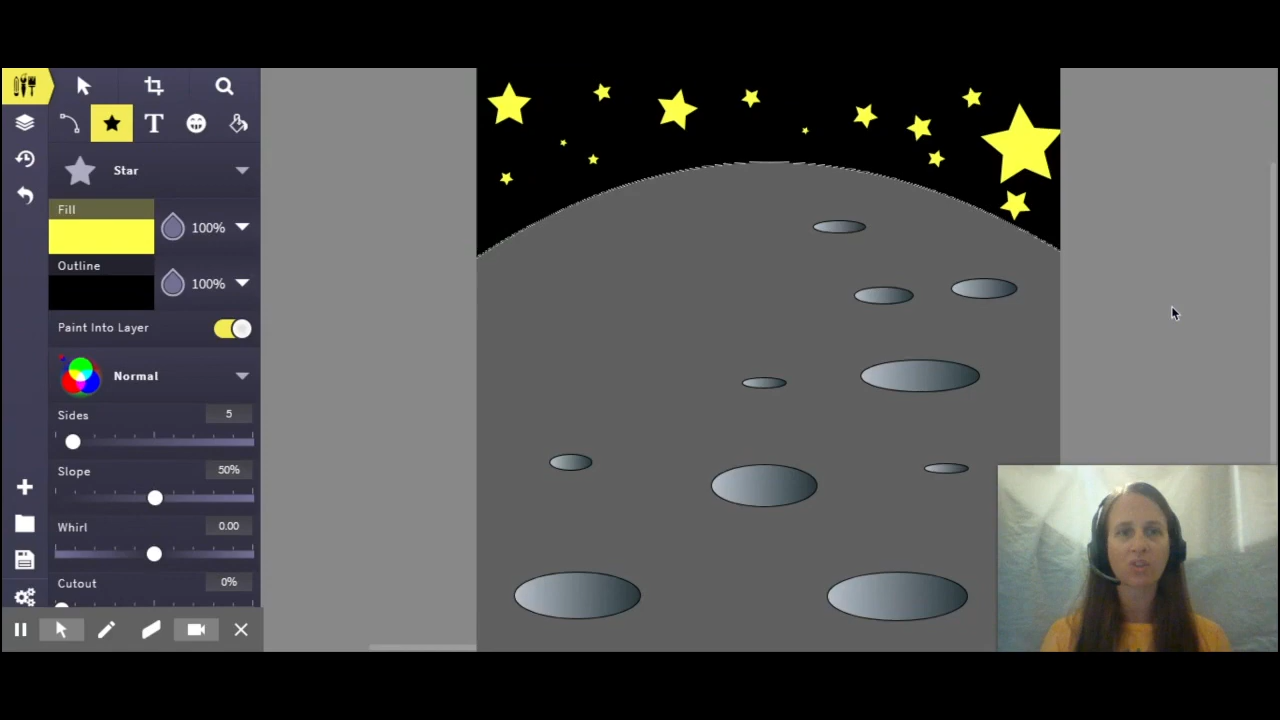 T
Star
Fill
100%
Outline
100%
Paint Into Layer
Normal
Sides 5
Slope 50%
Whirl 0.00
Cutout 0%